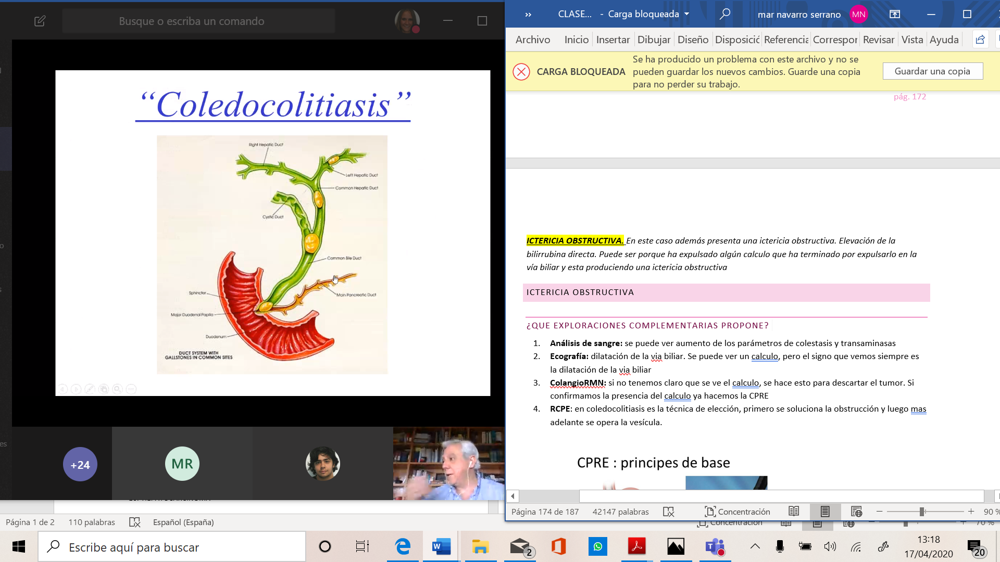 Busque o escriba un comando
“Coledocolitiasis”
Right Hepatic Duct
Left Hepatic Duct
Common Hepatic Duct
Cystic Duct
Common Bile Duct
Sphincter
Main Pancreatic Duct
Major Duodenal Papilla
Duodenum
DUCT SYSTEM WITH
GALLSTONES IN COMMON SITES
+24
MR
Página 1 de 2
110 palabras
Español (España)
CLASE... - Carga bloqueada
mar navarro serrano
MN
Archivo Inicio Insertar Dibujar Diseño Disposició Referencia Correspor Revisar Vista Ayuda
CARGA BLOQUEADA
Se ha producido un problema con este archivo y no se
pueden guardar los nuevos cambios. Guarde una copia
para no perder su trabajo.
Guardar una copia
pág. 172
ICTERICIA OBSTRUCTIVA. En este caso además presenta una ictericia obstructiva. Elevación de la
bilirrubina directa. Puede ser porque ha expulsado algún calculo que ha terminado por expulsarlo en la
vía biliar y esta produciendo una ictericia obstructiva
ICTERICIA OBSTRUCTIVA
¿QUE EXPLORACIONES COMPLEMENTARIAS PROPONE?
1. Análisis de sangre: se puede ver aumento de los parámetros de colestasis y transaminasas
2. Ecografía: dilatación de la via biliar. Se puede ver un calculo, pero el signo que vemos siempre es
la dilatación de la via biliar
3. ColangioRMN: si no tenemos claro que se ve el calculo, se hace esto para descartar el tumor. Si
confirmamos la presencia del calculo ya hacemos la CPRE
4. RCPE: en coledocolitiasis es la técnica de elección, primero se soluciona la obstrucción y luego mas
adelante se opera la vesícula.
CPRE : principes de base
Página 174 de 187
42147 palabras
Concentración
90 %
Concentración
70 %
Escribe aquí para buscar
2
13:18
17/04/2020
20